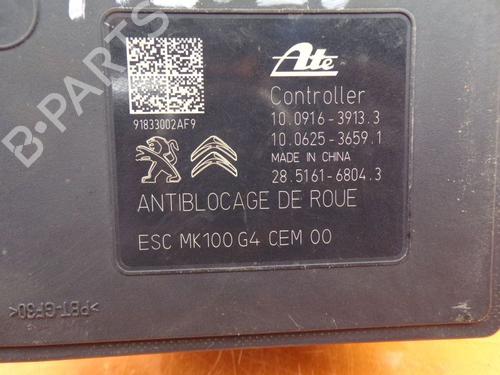 B-PARTS
Ate
Controller
10.0916-3913.3
10.0625-3659.1
MADE IN CHINA
28.5161-6804.3
91833002AF9
ANTIBLOCAGE DE ROUE
ESC MK100 G4 CEM 00
>PBT-GF30<